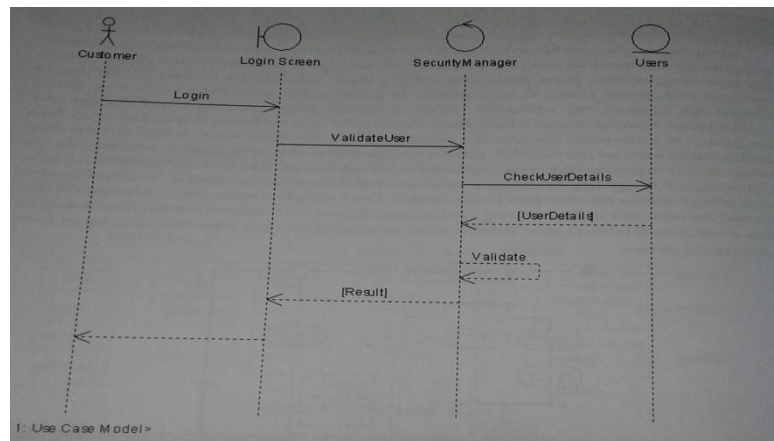 Customer
Login Screen
SecurityManager
Users
Login
ValidateUser
CheckUserDetails
[UserDetails]
Validate
[Result]
1: Use Case Model>